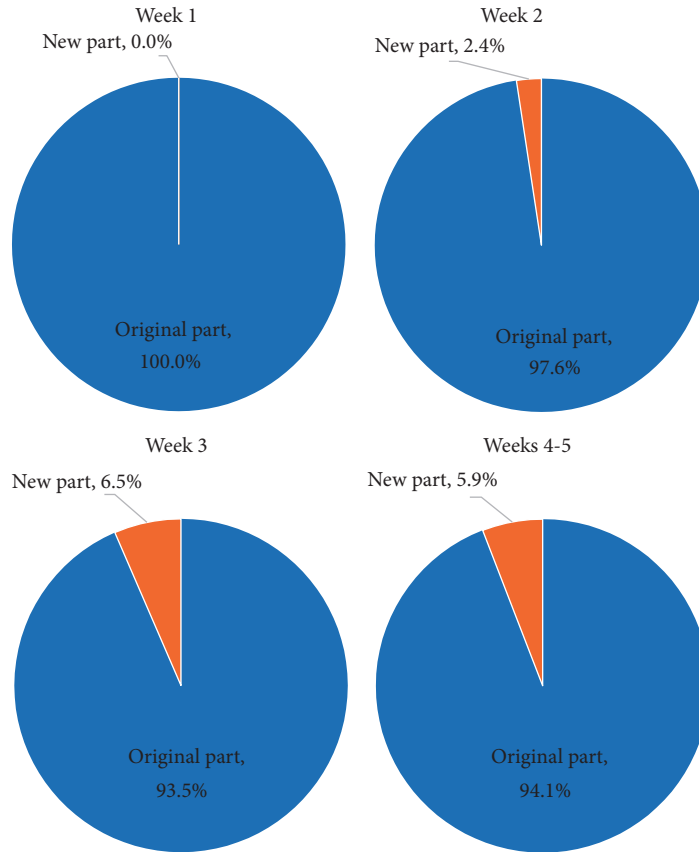 Week 1
New part, 0.0%
Original part,
100.0%
Week 2
New part, 2.4%
Original part,
97.6%
Week 3
New part, 6.5%
Original part,
93.5%
Weeks 4-5
New part, 5.9%
Original part,
94.1%